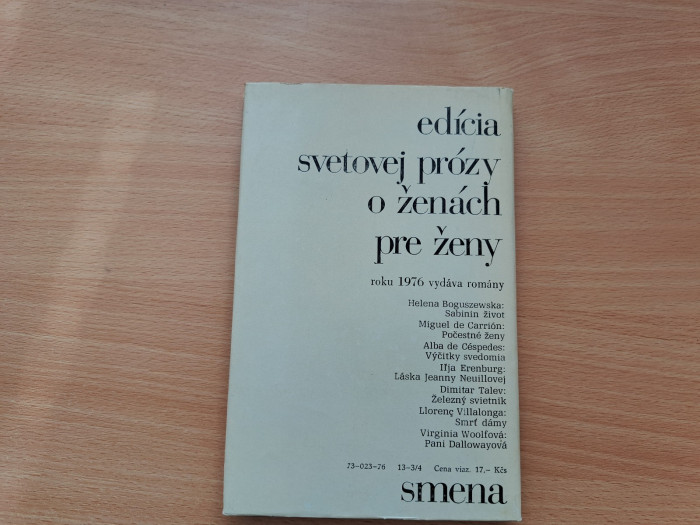 edícia
svetovej prózy
o ženách
pre ženy
roku 1976 vydáva romány
Helena Boguszewska:
Sabinin život
Miguel de Carrión:
Počestné ženy
Alba de Céspedes:
Výčitky svedomia
Iľja Erenburg:
Láska Jeanny Neuillovej
Dimitar Talev:
Železný svietnik
Llorenç Villalonga:
Smrť dámy
Virginia Woolfová:
Pani Dallowayová
73–023–76 13–3/4 Cena viaz. 17,– Kčs
smena